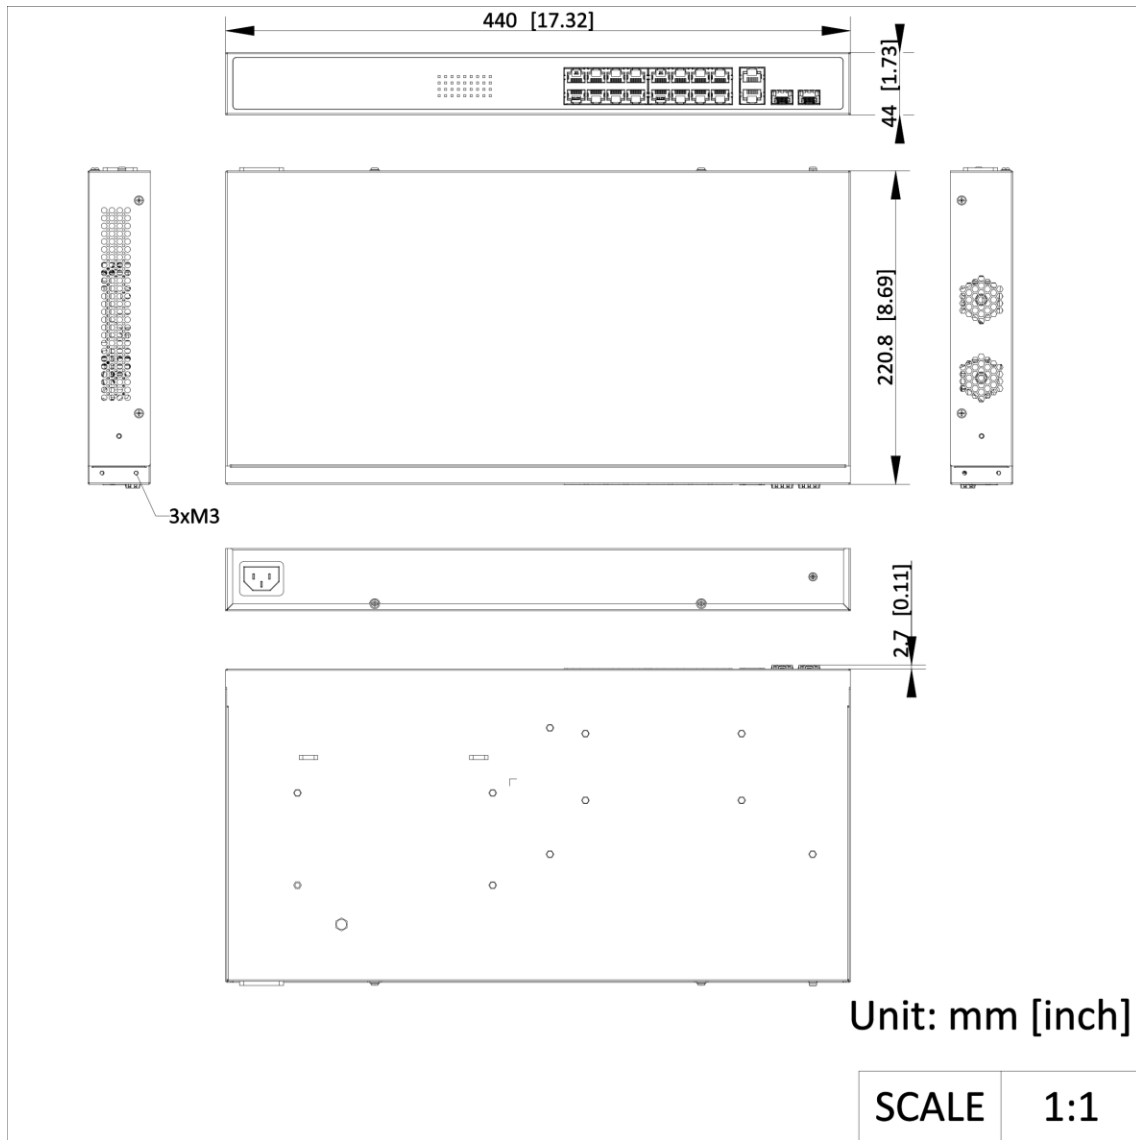 440 [17.32]
44 [1.73]
220.8 [8.69]
3xM3
2.7 [0.11]
Unit: mm [inch]
SCALE 1:1